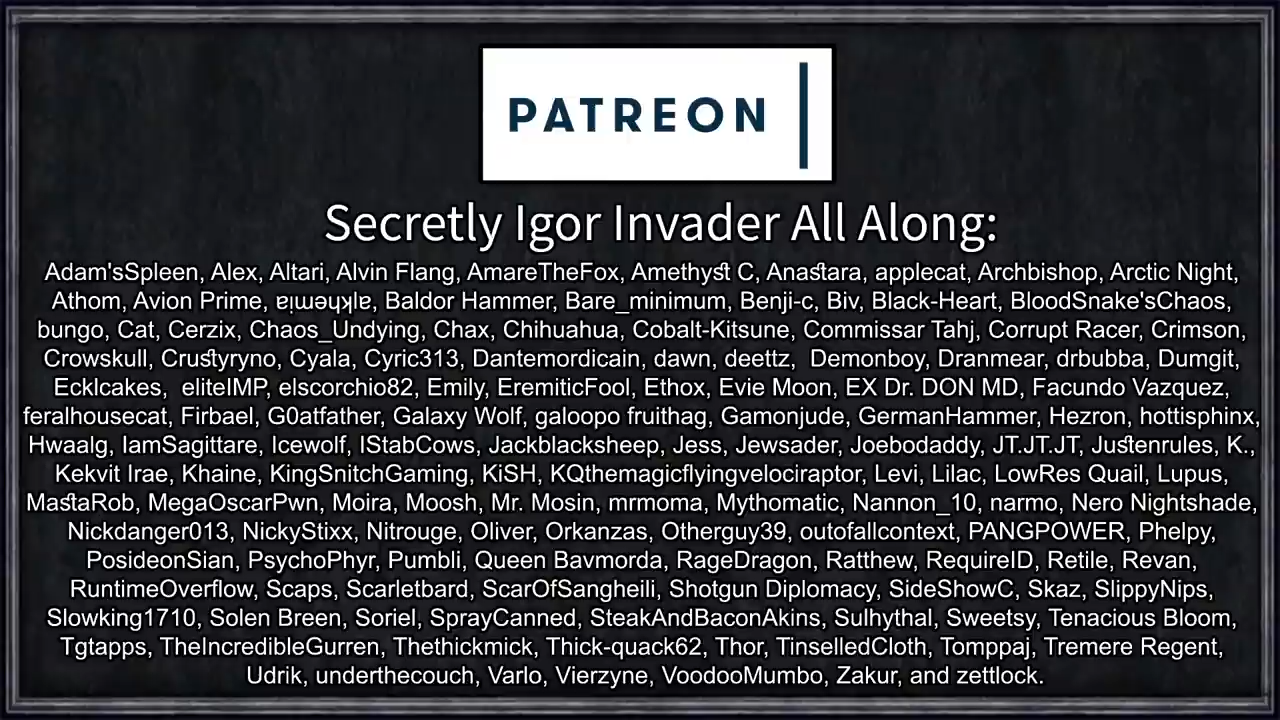 PATREON
Secretly Igor Invader All Along:
Adam'sSpleen, Alex, Altari, Alvin Flang, AmareTheFox, Amethyst C, Anastara, applecat, Archbishop, Arctic Night,
Athom, Avion Prime, ɐᴉɯǝɥʞlɐ, Baldor Hammer, Bare_minimum, Benji-c, Biv, Black-Heart, BloodSnake'sChaos,
bungo, Cat, Cerzix, Chaos_Undying, Chax, Chihuahua, Cobalt-Kitsune, Commissar Tahj, Corrupt Racer, Crimson,
Crowskull, Crustyryno, Cyala, Cyric313, Dantemordicain, dawn, deettz,  Demonboy, Dranmear, drbubba, Dumgit,
Ecklcakes,  eliteIMP, elscorchio82, Emily, EremiticFool, Ethox, Evie Moon, EX Dr. DON MD, Facundo Vazquez,
feralhousecat, Firbael, G0atfather, Galaxy Wolf, galoopo fruithag, Gamonjude, GermanHammer, Hezron, hottisphinx,
Hwaalg, IamSagittare, Icewolf, IStabCows, Jackblacksheep, Jess, Jewsader, Joebodaddy, JT.JT.JT, Justenrules, K.,
Kekvit Irae, Khaine, KingSnitchGaming, KiSH, KQthemagicflyingvelociraptor, Levi, Lilac, LowRes Quail, Lupus,
MastaRob, MegaOscarPwn, Moira, Moosh, Mr. Mosin, mrmoma, Mythomatic, Nannon_10, narmo, Nero Nightshade,
Nickdanger013, NickyStixx, Nitrouge, Oliver, Orkanzas, Otherguy39, outofallcontext, PANGPOWER, Phelpy,
PosideonSian, PsychoPhyr, Pumbli, Queen Bavmorda, RageDragon, Ratthew, RequireID, Retile, Revan,
RuntimeOverflow, Scaps, Scarletbard, ScarOfSangheili, Shotgun Diplomacy, SideShowC, Skaz, SlippyNips,
Slowking1710, Solen Breen, Soriel, SprayCanned, SteakAndBaconAkins, Sulhythal, Sweetsy, Tenacious Bloom,
Tgtapps, TheIncredibleGurren, Thethickmick, Thick-quack62, Thor, TinselledCloth, Tomppaj, Tremere Regent,
Udrik, underthecouch, Varlo, Vierzyne, VoodooMumbo, Zakur, and zettlock.